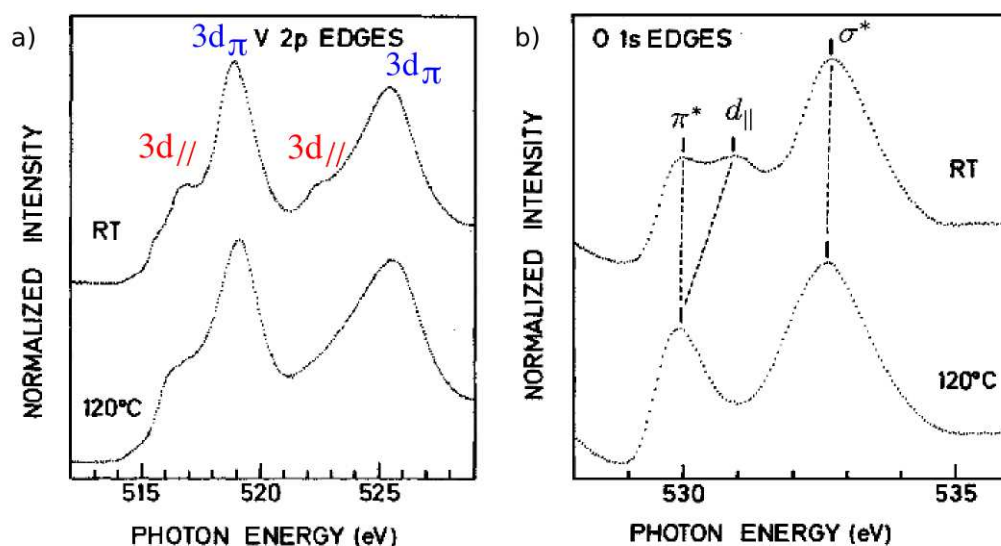 a)
3dπ V 2p EDGES
3dπ
3d//
3d//
RT
120°C
NORMALIZED INTENSITY
515 520 525
PHOTON ENERGY (eV)
b)
O 1s EDGES
σ*
π* d∥
RT
120°C
NORMALIZED INTENSITY
530 535
PHOTON ENERGY (eV)